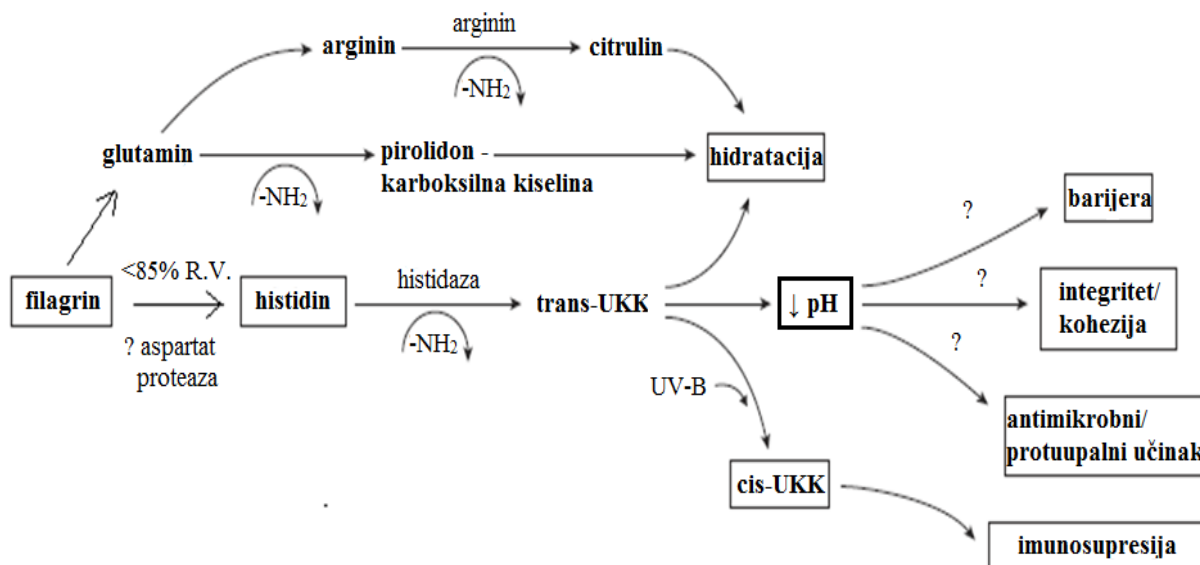 arginin
arginin
citrulin
-NH₂
glutamin
pirolidon -
karboksilna kiselina
-NH₂
hidratacija
barijera
?
<85% R.V.
filagrin
histidin
histidaza
trans-UKK
↓ pH
?
integritet/
kohezija
? aspartat
proteaza
-NH₂
?
UV-B
antimikrobni/
protuupalni učinak
cis-UKK
imunosupresija